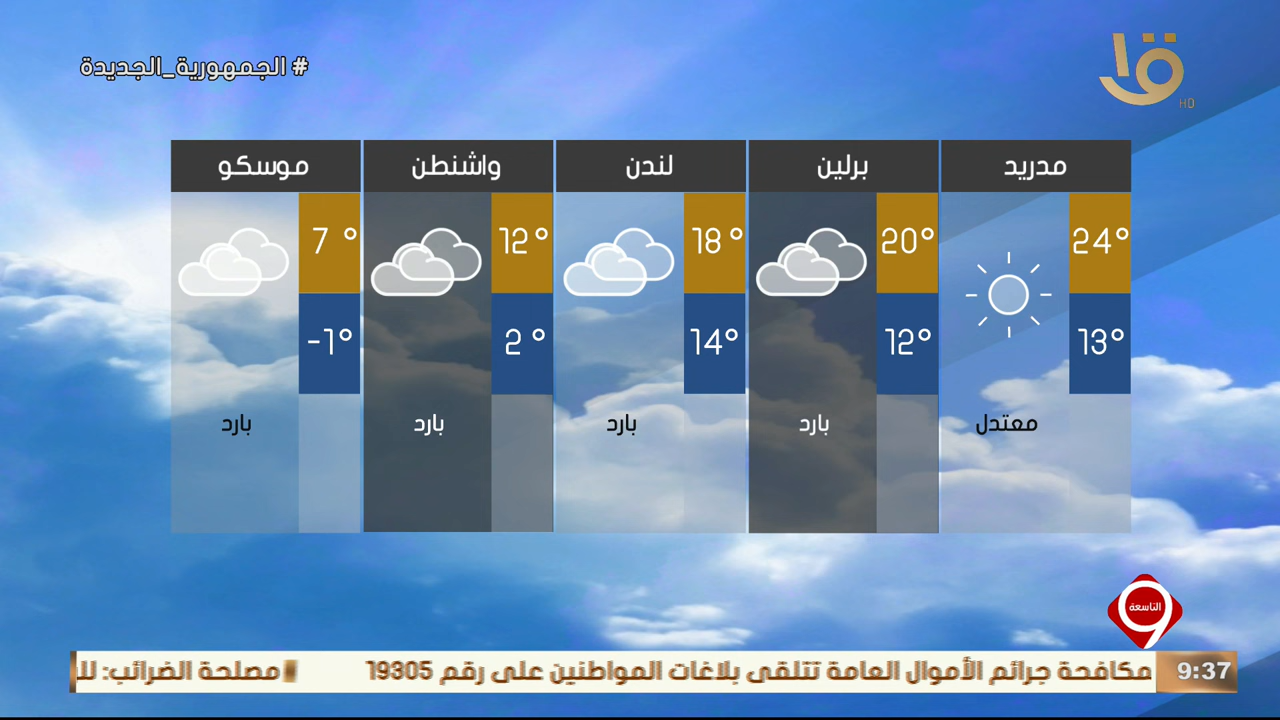 # الجمهورية_الجديدة
HD
مدريد
24°
13°
معتدل
برلين
20°
12°
بارد
لندن
18°
14°
بارد
واشنطن
12°
2°
بارد
موسكو
7°
-1°
بارد
التاسعة
9
9:37
مكافحة جرائم الأموال العامة تتلقى بلاغات المواطنين على رقم 19305
مصلحة الضرائب: لل